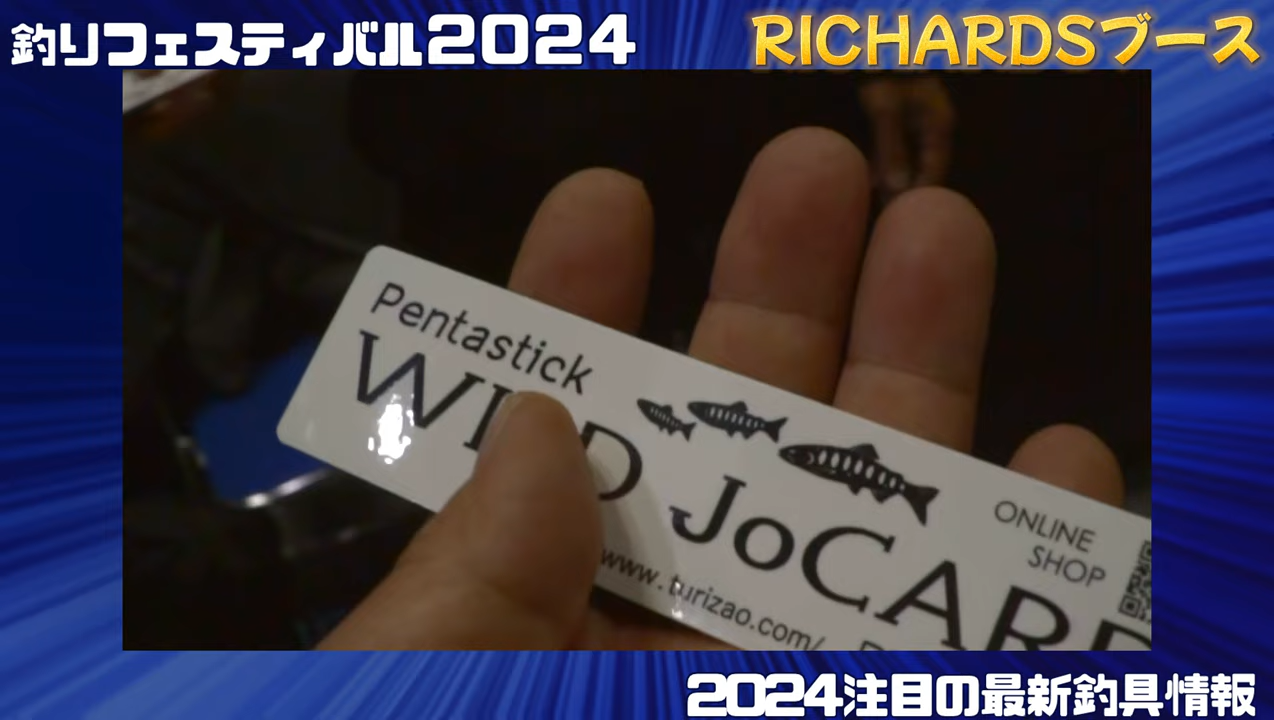 釣りフェスティバル2024
RICHARDSブース
Pentastick
JoCARD
www.turizao.com/
ONLINE
SHOP
2024注目の最新釣具情報